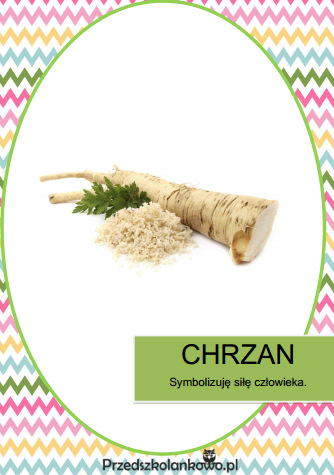 CHRZAN
Symbolizuję siłę człowieka.
Przedszkolankowo.pl